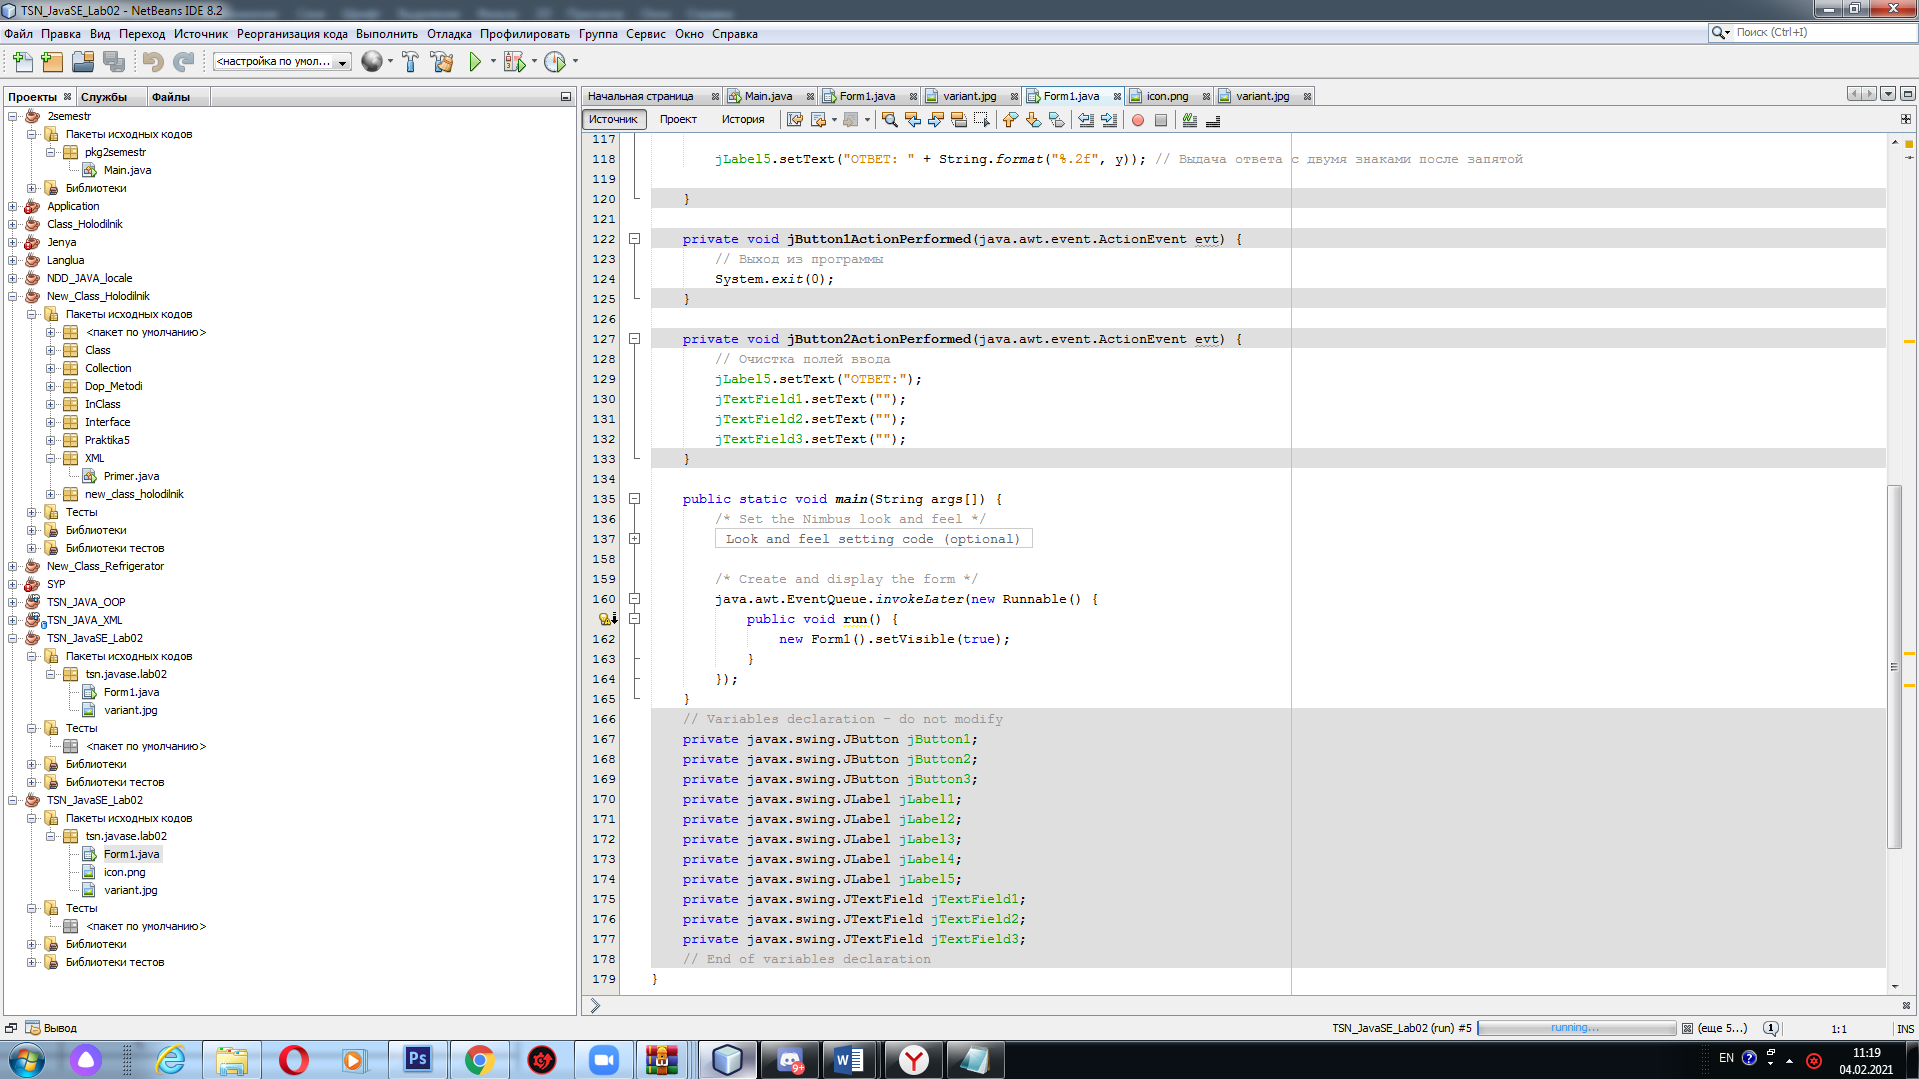 TSN_JavaSE_Lab02 - NetBeans IDE 8.2
Файл Правка Вид Переход Источник Реорганизация кода Выполнить Отладка Профилировать Группа Сервис Окно Справка
Поиск (Ctrl+I)
<настройка по умол...
Проекты Службы Файлы
2semestr
Пакеты исходных кодов
pkg2semestr
Main.java
Библиотеки
Application
Class_Holodilnik
Jenya
Langlua
NDD_JAVA_locale
New_Class_Holodilnik
Пакеты исходных кодов
<пакет по умолчанию>
Class
Collection
Dop_Metodi
InClass
Interface
Praktika5
XML
Primer.java
new_class_holodilnik
Тесты
Библиотеки
Библиотеки тестов
New_Class_Refrigerator
SYP
TSN_JAVA_OOP
TSN_JAVA_XML
TSN_JavaSE_Lab02
Пакеты исходных кодов
tsn.javase.lab02
Form1.java
variant.jpg
Тесты
<пакет по умолчанию>
Библиотеки
Библиотеки тестов
TSN_JavaSE_Lab02
Пакеты исходных кодов
tsn.javase.lab02
Form1.java
icon.png
variant.jpg
Тесты
<пакет по умолчанию>
Библиотеки
Библиотеки тестов
Начальная страница Main.java Form1.java variant.jpg Form1.java icon.png variant.jpg
Источник Проект История
117
118 jLabel5.setText("ОТВЕТ: " + String.format("%.2f", y)); // Выдача ответа с двумя знаками после запятой
119
120 }
121
122 private void jButton1ActionPerformed(java.awt.event.ActionEvent evt) {
123 // Выход из программы
124 System.exit(0);
125 }
126
127 private void jButton2ActionPerformed(java.awt.event.ActionEvent evt) {
128 // Очистка полей ввода
129 jLabel5.setText("ОТВЕТ:");
130 jTextField1.setText("");
131 jTextField2.setText("");
132 jTextField3.setText("");
133 }
134
135 public static void main(String args[]) {
136 /* Set the Nimbus look and feel */
137 Look and feel setting code (optional)
158
159 /* Create and display the form */
160 java.awt.EventQueue.invokeLater(new Runnable() {
public void run() {
162 new Form1().setVisible(true);
163 }
164 });
165 }
166 // Variables declaration - do not modify
167 private javax.swing.JButton jButton1;
168 private javax.swing.JButton jButton2;
169 private javax.swing.JButton jButton3;
170 private javax.swing.JLabel jLabel1;
171 private javax.swing.JLabel jLabel2;
172 private javax.swing.JLabel jLabel3;
173 private javax.swing.JLabel jLabel4;
174 private javax.swing.JLabel jLabel5;
175 private javax.swing.JTextField jTextField1;
176 private javax.swing.JTextField jTextField2;
177 private javax.swing.JTextField jTextField3;
178 // End of variables declaration
179 }
Вывод
TSN_JavaSE_Lab02 (run) #5 running... (еще 5...) 1 1:1 INS
Ps 9+ W Y
EN 11:19
04.02.2021